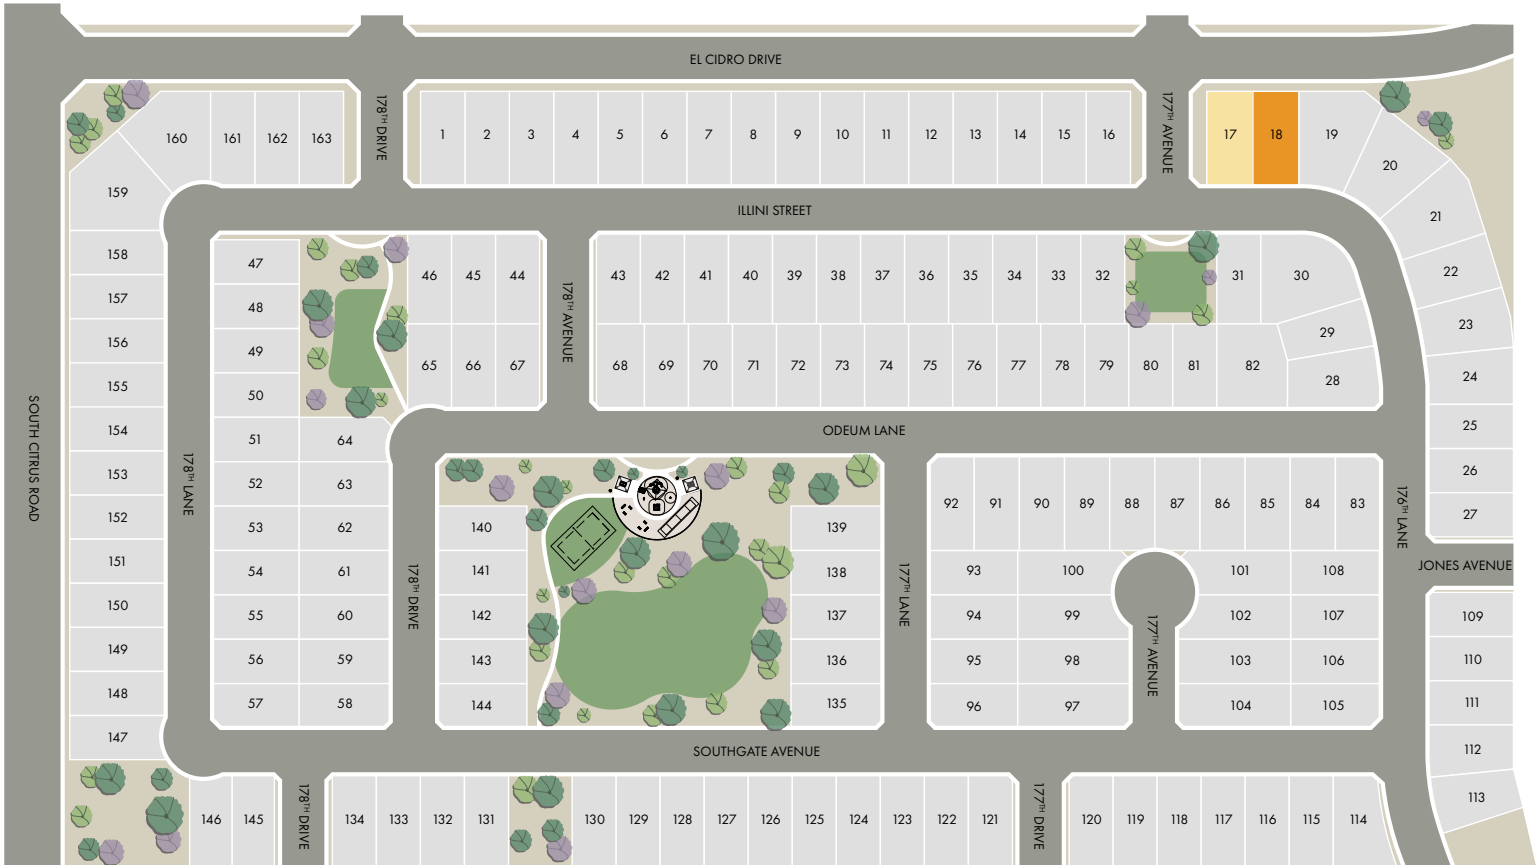 EL CIDRO DRIVE
178TH DRIVE
177TH AVENUE
160 161 162 163
1 2 3 4 5 6 7 8 9 10 11 12 13 14 15 16
17 18 19
20
21
22
23
24
25
26
27
159
158
157
156
155
154
153
152
151
150
149
148
147
SOUTH CITRUS ROAD
178TH LANE
ILLINI STREET
47
48
49
50
51 64
52 63
53 62
54 61
55 60
56 59
57 58
46 45 44
65 66 67
178TH AVENUE
43 42 41 40 39 38 37 36 35 34 33 32 31 30
29
28
68 69 70 71 72 73 74 75 76 77 78 79 80 81 82
ODEUM LANE
178TH DRIVE
140
141
142
143
144
139
138
137
136
135
177TH LANE
92 91 90 89 88 87 86 85 84 83
93 100 101 108
94 99 102 107
95 98 103 106
96 97 104 105
177TH AVENUE
176TH LANE
JONES AVENUE
109
110
111
112
113
SOUTHGATE AVENUE
146 145
178TH DRIVE
134 133 132 131
130 129 128 127 126 125 124 123 122 121
177TH DRIVE
120 119 118 117 116 115 114